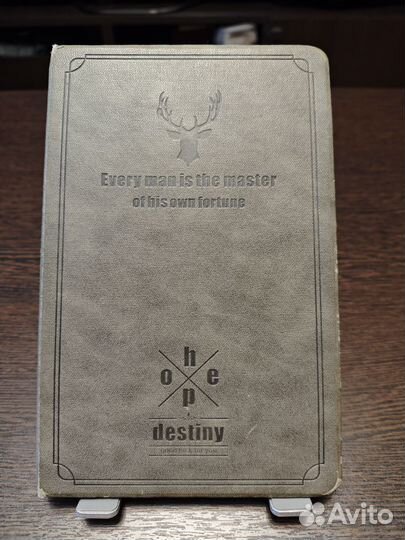 Every man is the master
of his own fortune
h
o e
p
destiny
Avito